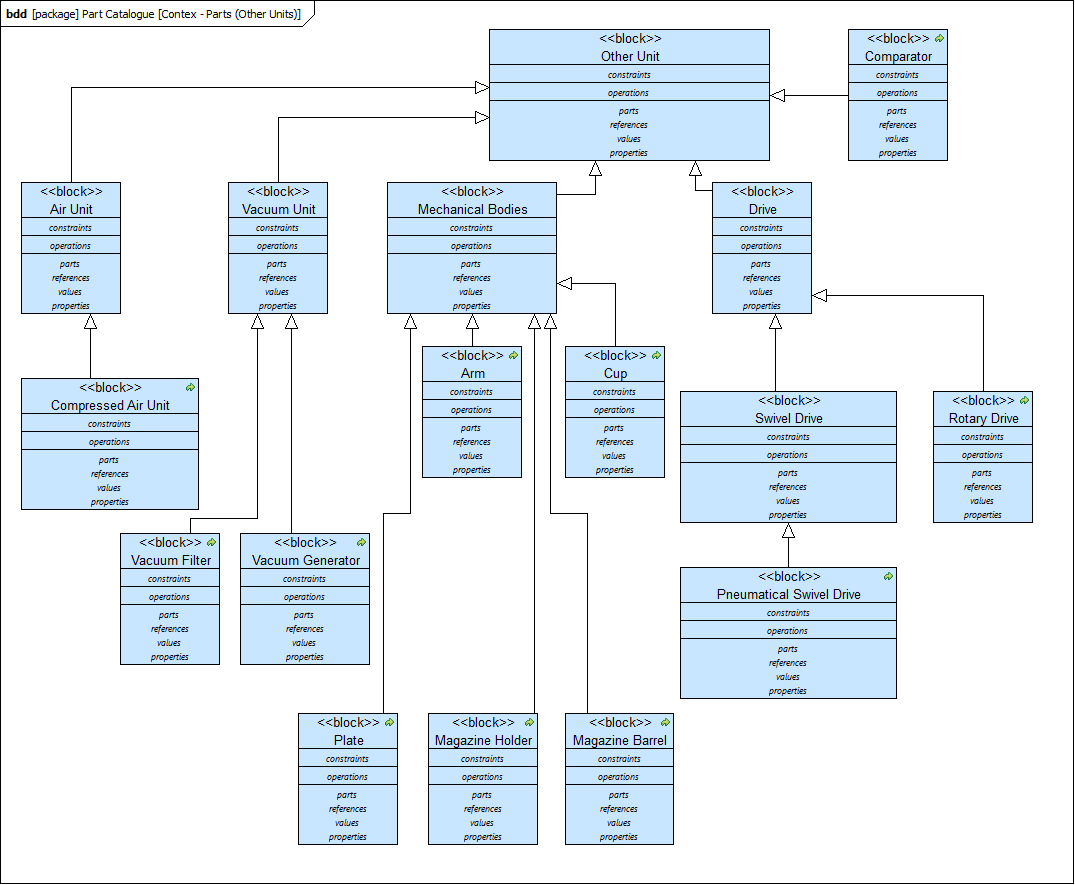 bdd [package] Part Catalogue [Contex - Parts (Other Units)]
<<block>>
Other Unit
constraints
operations
parts
references
values
properties
<<block>>
Comparator
constraints
operations
parts
references
values
properties
<<block>>
Air Unit
constraints
operations
parts
references
values
properties
<<block>>
Vacuum Unit
constraints
operations
parts
references
values
properties
<<block>>
Mechanical Bodies
constraints
operations
parts
references
values
properties
<<block>>
Drive
constraints
operations
parts
references
values
properties
<<block>>
Compressed Air Unit
constraints
operations
parts
references
values
properties
<<block>>
Arm
constraints
operations
parts
references
values
properties
<<block>>
Cup
constraints
operations
parts
references
values
properties
<<block>>
Swivel Drive
constraints
operations
parts
references
values
properties
<<block>>
Rotary Drive
constraints
operations
parts
references
values
properties
<<block>>
Vacuum Filter
constraints
operations
parts
references
values
properties
<<block>>
Vacuum Generator
constraints
operations
parts
references
values
properties
<<block>>
Pneumatical Swivel Drive
constraints
operations
parts
references
values
properties
<<block>>
Plate
constraints
operations
parts
references
values
properties
<<block>>
Magazine Holder
constraints
operations
parts
references
values
properties
<<block>>
Magazine Barrel
constraints
operations
parts
references
values
properties